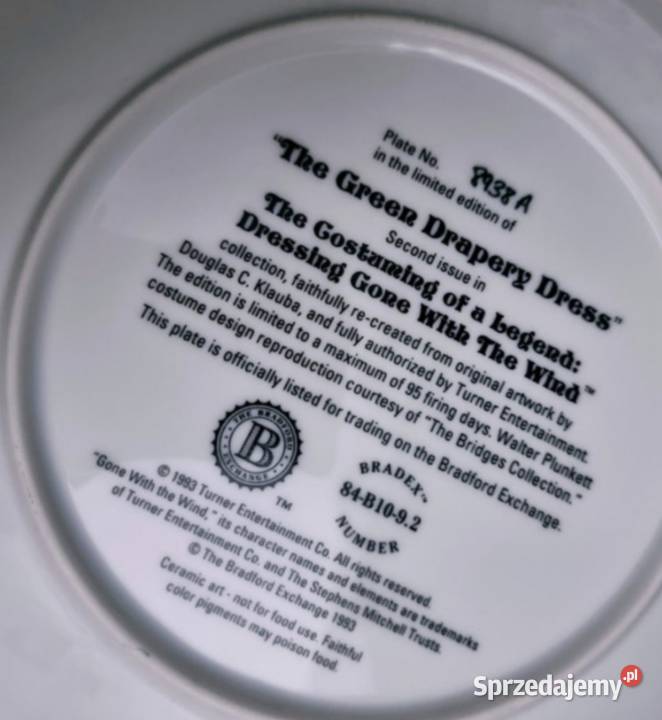 Plate No. 8938A
in the limited edition of
"The Green Drapery Dress"
Second issue in
The Costuming of a Legend:
Dressing Gone With The Wind™
collection, faithfully re-created from original artwork by
Douglas C. Klauba, and fully authorized by Turner Entertainment.
The edition is limited to a maximum of 95 firing days. Walter Plunkett
costume design reproduction courtesy of "The Bridges Collection."
This plate is officially listed for trading on the Bradford Exchange.
THE BRADFORD
B
EXCHANGE
™
BRADEX™
84-B10-9.2
NUMBER
© 1993 Turner Entertainment Co. All rights reserved.
"Gone With the Wind," its character names and elements are trademarks
of Turner Entertainment Co. and The Stephens Mitchell Trusts.
© The Bradford Exchange 1993
Ceramic art - not for food use. Faithful
color pigments may poison food.
Sprzedajemy.pl